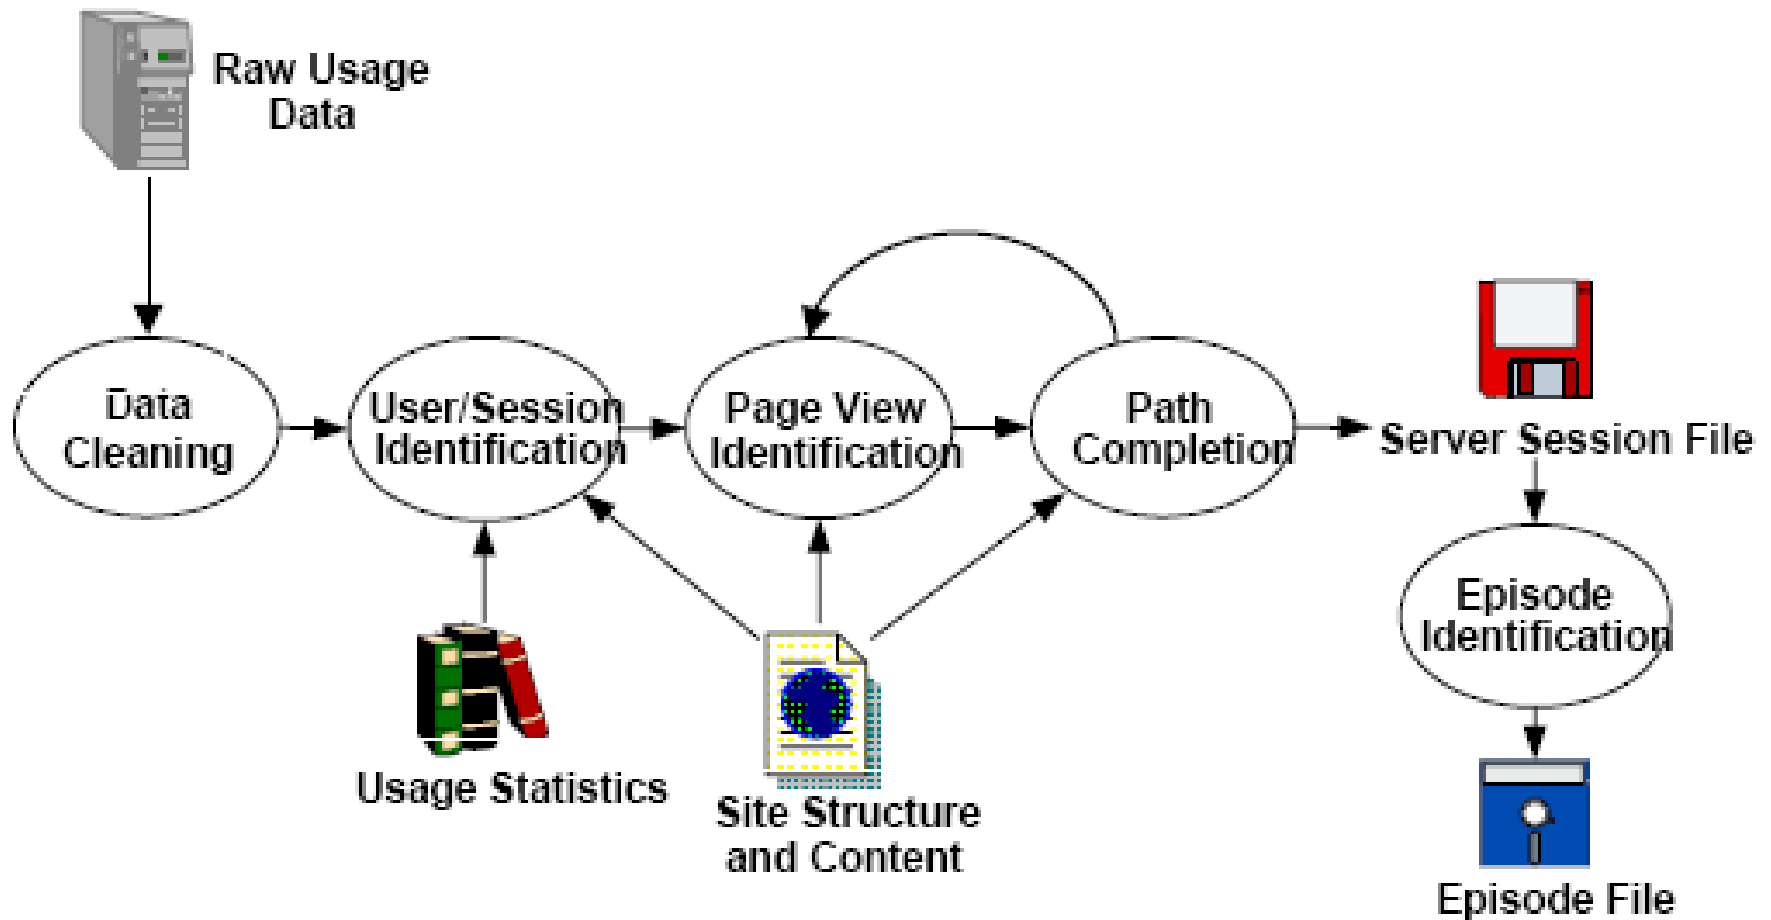 Raw Usage
Data
Data
Cleaning
User/Session
Identification
Page View
Identification
Path
Completion
Server Session File
Episode
Identification
Usage Statistics
Site Structure
and Content
Episode File